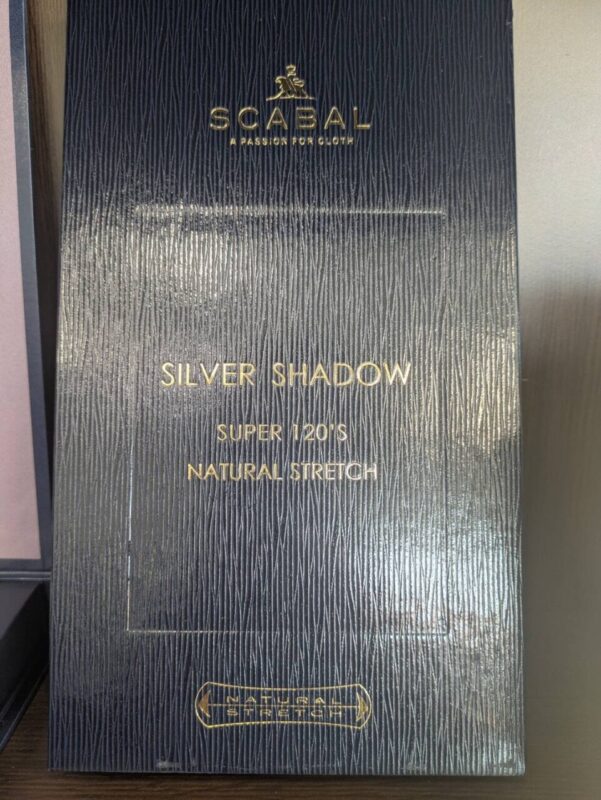 SCABAL
A PASSION FOR CLOTH
SILVER SHADOW
SUPER 120'S
NATURAL STRETCH
NATURAL
STRETCH